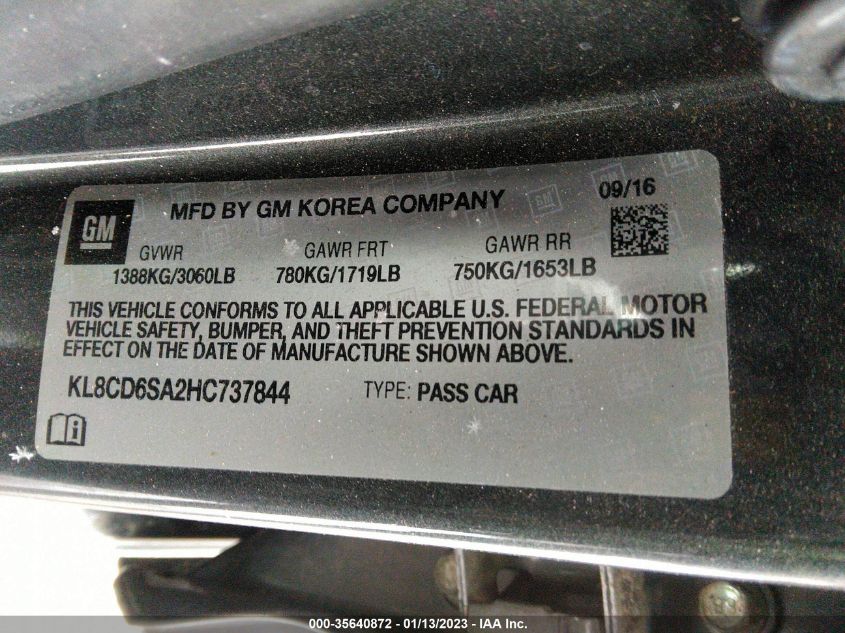 GM
MFD BY GM KOREA COMPANY
09/16
GVWR GAWR FRT GAWR RR
1388KG/3060LB 780KG/1719LB 750KG/1653LB
THIS VEHICLE CONFORMS TO ALL APPLICABLE U.S. FEDERAL MOTOR
VEHICLE SAFETY, BUMPER, AND THEFT PREVENTION STANDARDS IN
EFFECT ON THE DATE OF MANUFACTURE SHOWN ABOVE.
KL8CD6SA2HC737844 TYPE: PASS CAR
000-35640872 - 01/13/2023 - IAA Inc.